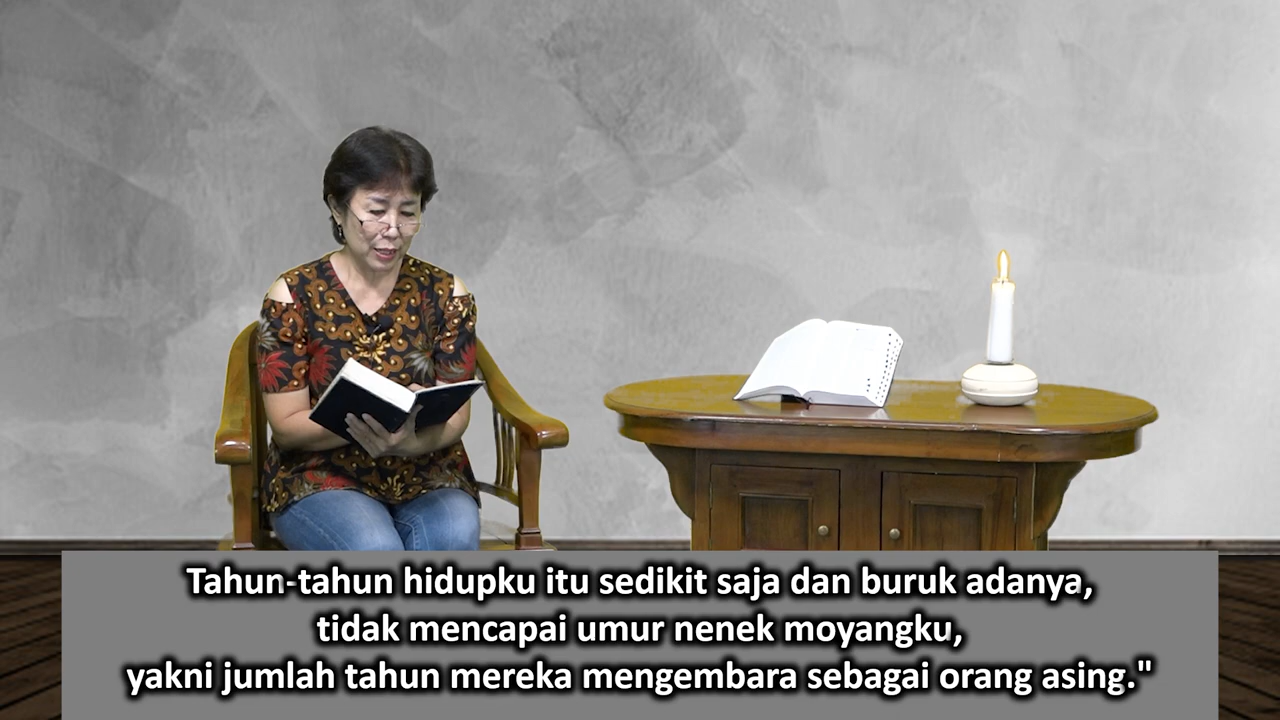 Tahun-tahun hidupku itu sedikit saja dan buruk adanya,
tidak mencapai umur nenek moyangku,
yakni jumlah tahun mereka mengembara sebagai orang asing."